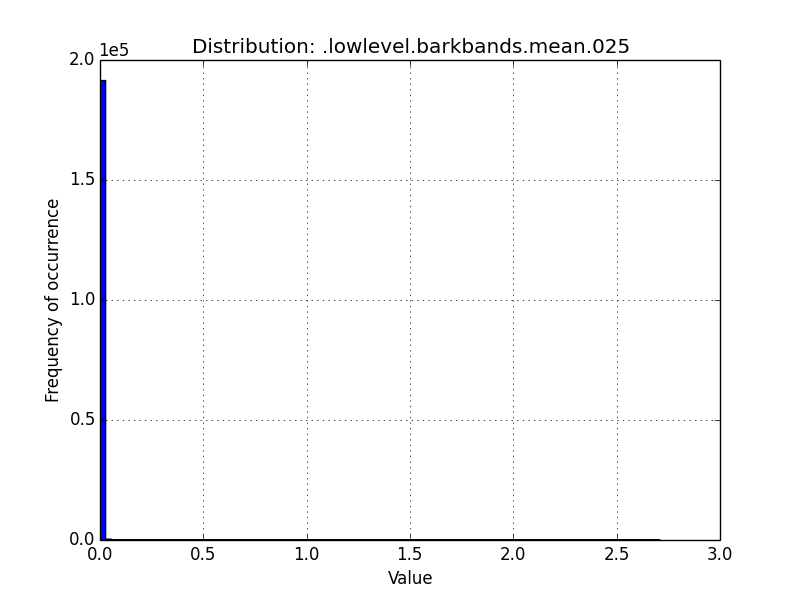 Distribution: .lowlevel.barkbands.mean.025
1e5
2.0
1.5
1.0
0.5
0.0
Frequency of occurrence
0.0 0.5 1.0 1.5 2.0 2.5 3.0
Value